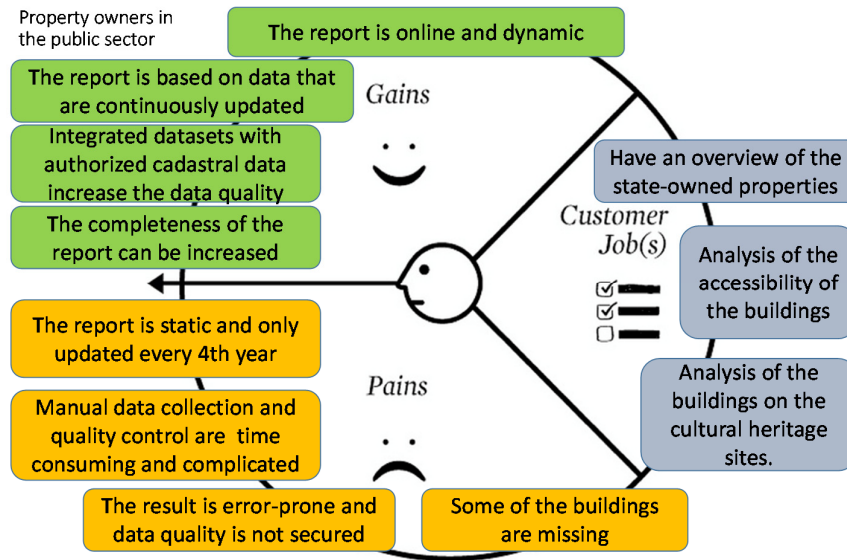 Property owners in
the public sector
The report is online and dynamic
The report is based on data that
are continuously updated
Gains
Integrated datasets with
authorized cadastral data
increase the data quality
The completeness of the
report can be increased
Have an overview of the
state-owned properties
Customer
Job(s)
Analysis of the
accessibility of
the buildings
Analysis of the
buildings on the
cultural heritage
sites.
The report is static and only
updated every 4th year
Pains
Manual data collection and
quality control are time
consuming and complicated
The result is error-prone and
data quality is not secured
Some of the buildings
are missing